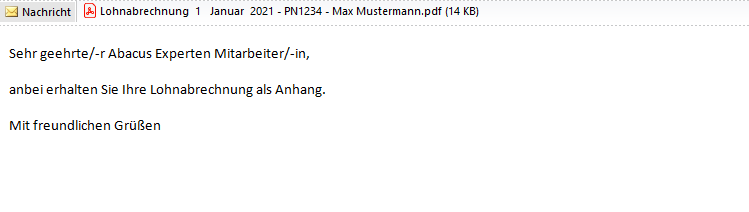 Nachricht Lohnabrechnung 1 Januar 2021 - PN1234 - Max Mustermann.pdf (14 KB)
Sehr geehrte/-r Abacus Experten Mitarbeiter/-in,
anbei erhalten Sie Ihre Lohnabrechnung als Anhang.
Mit freundlichen Grüßen